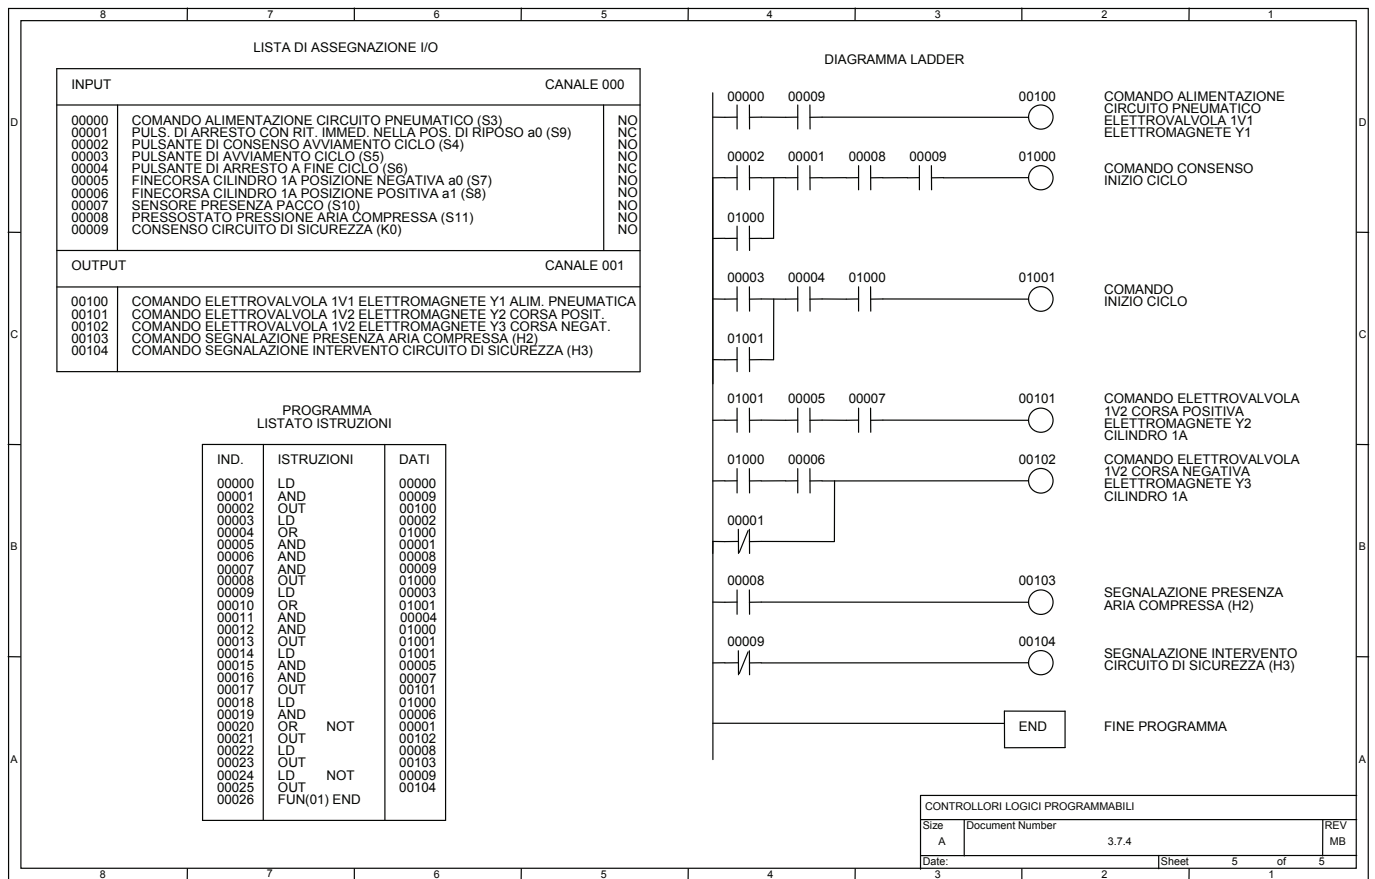 8 7 6 5 4 3 2 1
LISTA DI ASSEGNAZIONE I/O
INPUT CANALE 000
00000 COMANDO ALIMENTAZIONE CIRCUITO PNEUMATICO (S3) NO
00001 PULS. DI ARRESTO CON RIT. IMMED. NELLA POS. DI RIPOSO a0 (S9) NC
00002 PULSANTE DI CONSENSO AVVIAMENTO CICLO (S4) NO
00003 PULSANTE DI AVVIAMENTO CICLO (S5) NO
00004 PULSANTE DI ARRESTO A FINE CICLO (S6) NC
00005 FINECORSA CILINDRO 1A POSIZIONE NEGATIVA a0 (S7) NO
00006 FINECORSA CILINDRO 1A POSIZIONE POSITIVA a1 (S8) NO
00007 SENSORE PRESENZA PACCO (S10) NO
00008 PRESSOSTATO PRESSIONE ARIA COMPRESSA (S11) NO
00009 CONSENSO CIRCUITO DI SICUREZZA (K0) NO
OUTPUT CANALE 001
00100 COMANDO ELETTROVALVOLA 1V1 ELETTROMAGNETE Y1 ALIM. PNEUMATICA
00101 COMANDO ELETTROVALVOLA 1V2 ELETTROMAGNETE Y2 CORSA POSIT.
00102 COMANDO ELETTROVALVOLA 1V2 ELETTROMAGNETE Y3 CORSA NEGAT.
00103 COMANDO SEGNALAZIONE PRESENZA ARIA COMPRESSA (H2)
00104 COMANDO SEGNALAZIONE INTERVENTO CIRCUITO DI SICUREZZA (H3)
PROGRAMMA
LISTATO ISTRUZIONI
IND. ISTRUZIONI DATI
00000 LD 00000
00001 AND 00009
00002 OUT 00100
00003 LD 00002
00004 OR 01000
00005 AND 00001
00006 AND 00008
00007 AND 00009
00008 OUT 01000
00009 LD 00003
00010 OR 01001
00011 AND 00004
00012 AND 01000
00013 OUT 01001
00014 LD 01001
00015 AND 00005
00016 AND 00007
00017 OUT 00101
00018 LD 01000
00019 AND 00006
00020 OR NOT 00001
00021 OUT 00102
00022 LD 00008
00023 OUT 00103
00024 LD NOT 00009
00025 OUT 00104
00026 FUN(01) END
DIAGRAMMA LADDER
00000 00009 00100
COMANDO ALIMENTAZIONE
CIRCUITO PNEUMATICO
ELETTROVALVOLA 1V1
ELETTROMAGNETE Y1
00002 00001 00008 00009 01000
COMANDO CONSENSO
INIZIO CICLO
01000
00003 00004 01000 01001
COMANDO
INIZIO CICLO
01001
01001 00005 00007 00101
COMANDO ELETTROVALVOLA
1V2 CORSA POSITIVA
ELETTROMAGNETE Y2
CILINDRO 1A
01000 00006 00102
COMANDO ELETTROVALVOLA
1V2 CORSA NEGATIVA
ELETTROMAGNETE Y3
CILINDRO 1A
00001
00008 00103
SEGNALAZIONE PRESENZA
ARIA COMPRESSA (H2)
00009 00104
SEGNALAZIONE INTERVENTO
CIRCUITO DI SICUREZZA (H3)
END FINE PROGRAMMA
D D
C C
B B
A A
CONTROLLORI LOGICI PROGRAMMABILI
Size Document Number REV
A 3.7.4 MB
Date: Sheet 5 of 5
8 7 6 5 4 3 2 1